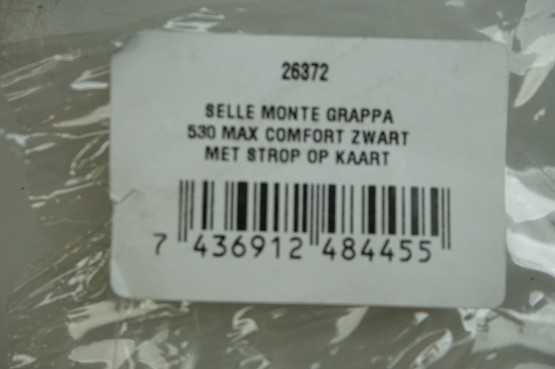 26372
SELLE MONTE GRAPPA
530 MAX COMFORT ZWART
MET STROP OP KAART
7 436912 484455